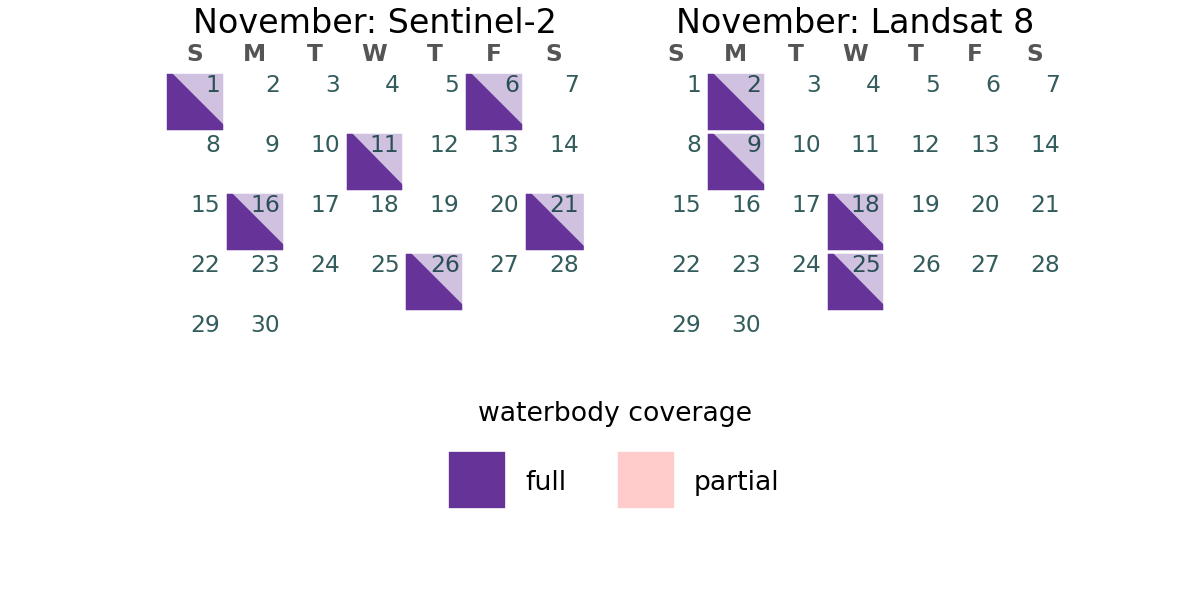 November: Sentinel-2
S M T W T F S
1 2 3 4 5 6 7
8 9 10 11 12 13 14
15 16 17 18 19 20 21
22 23 24 25 26 27 28
29 30
November: Landsat 8
S M T W T F S
1 2 3 4 5 6 7
8 9 10 11 12 13 14
15 16 17 18 19 20 21
22 23 24 25 26 27 28
29 30
waterbody coverage
full
partial